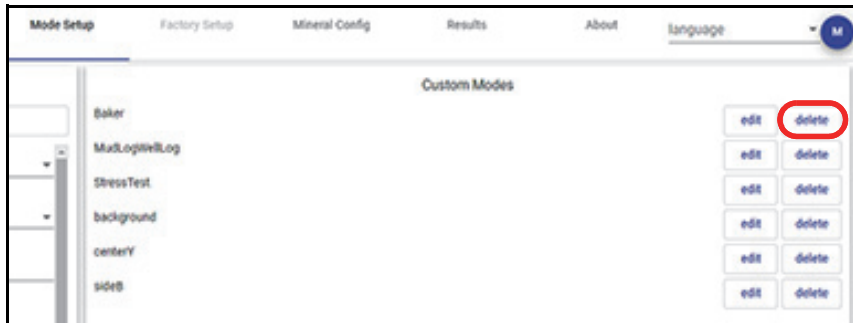 Mode Setup Factory Setup Mineral Config Results About language M
Custom Modes
Baker edit delete
MudLogWellLog edit delete
StressTest edit delete
background edit delete
centerY edit delete
sideB edit delete